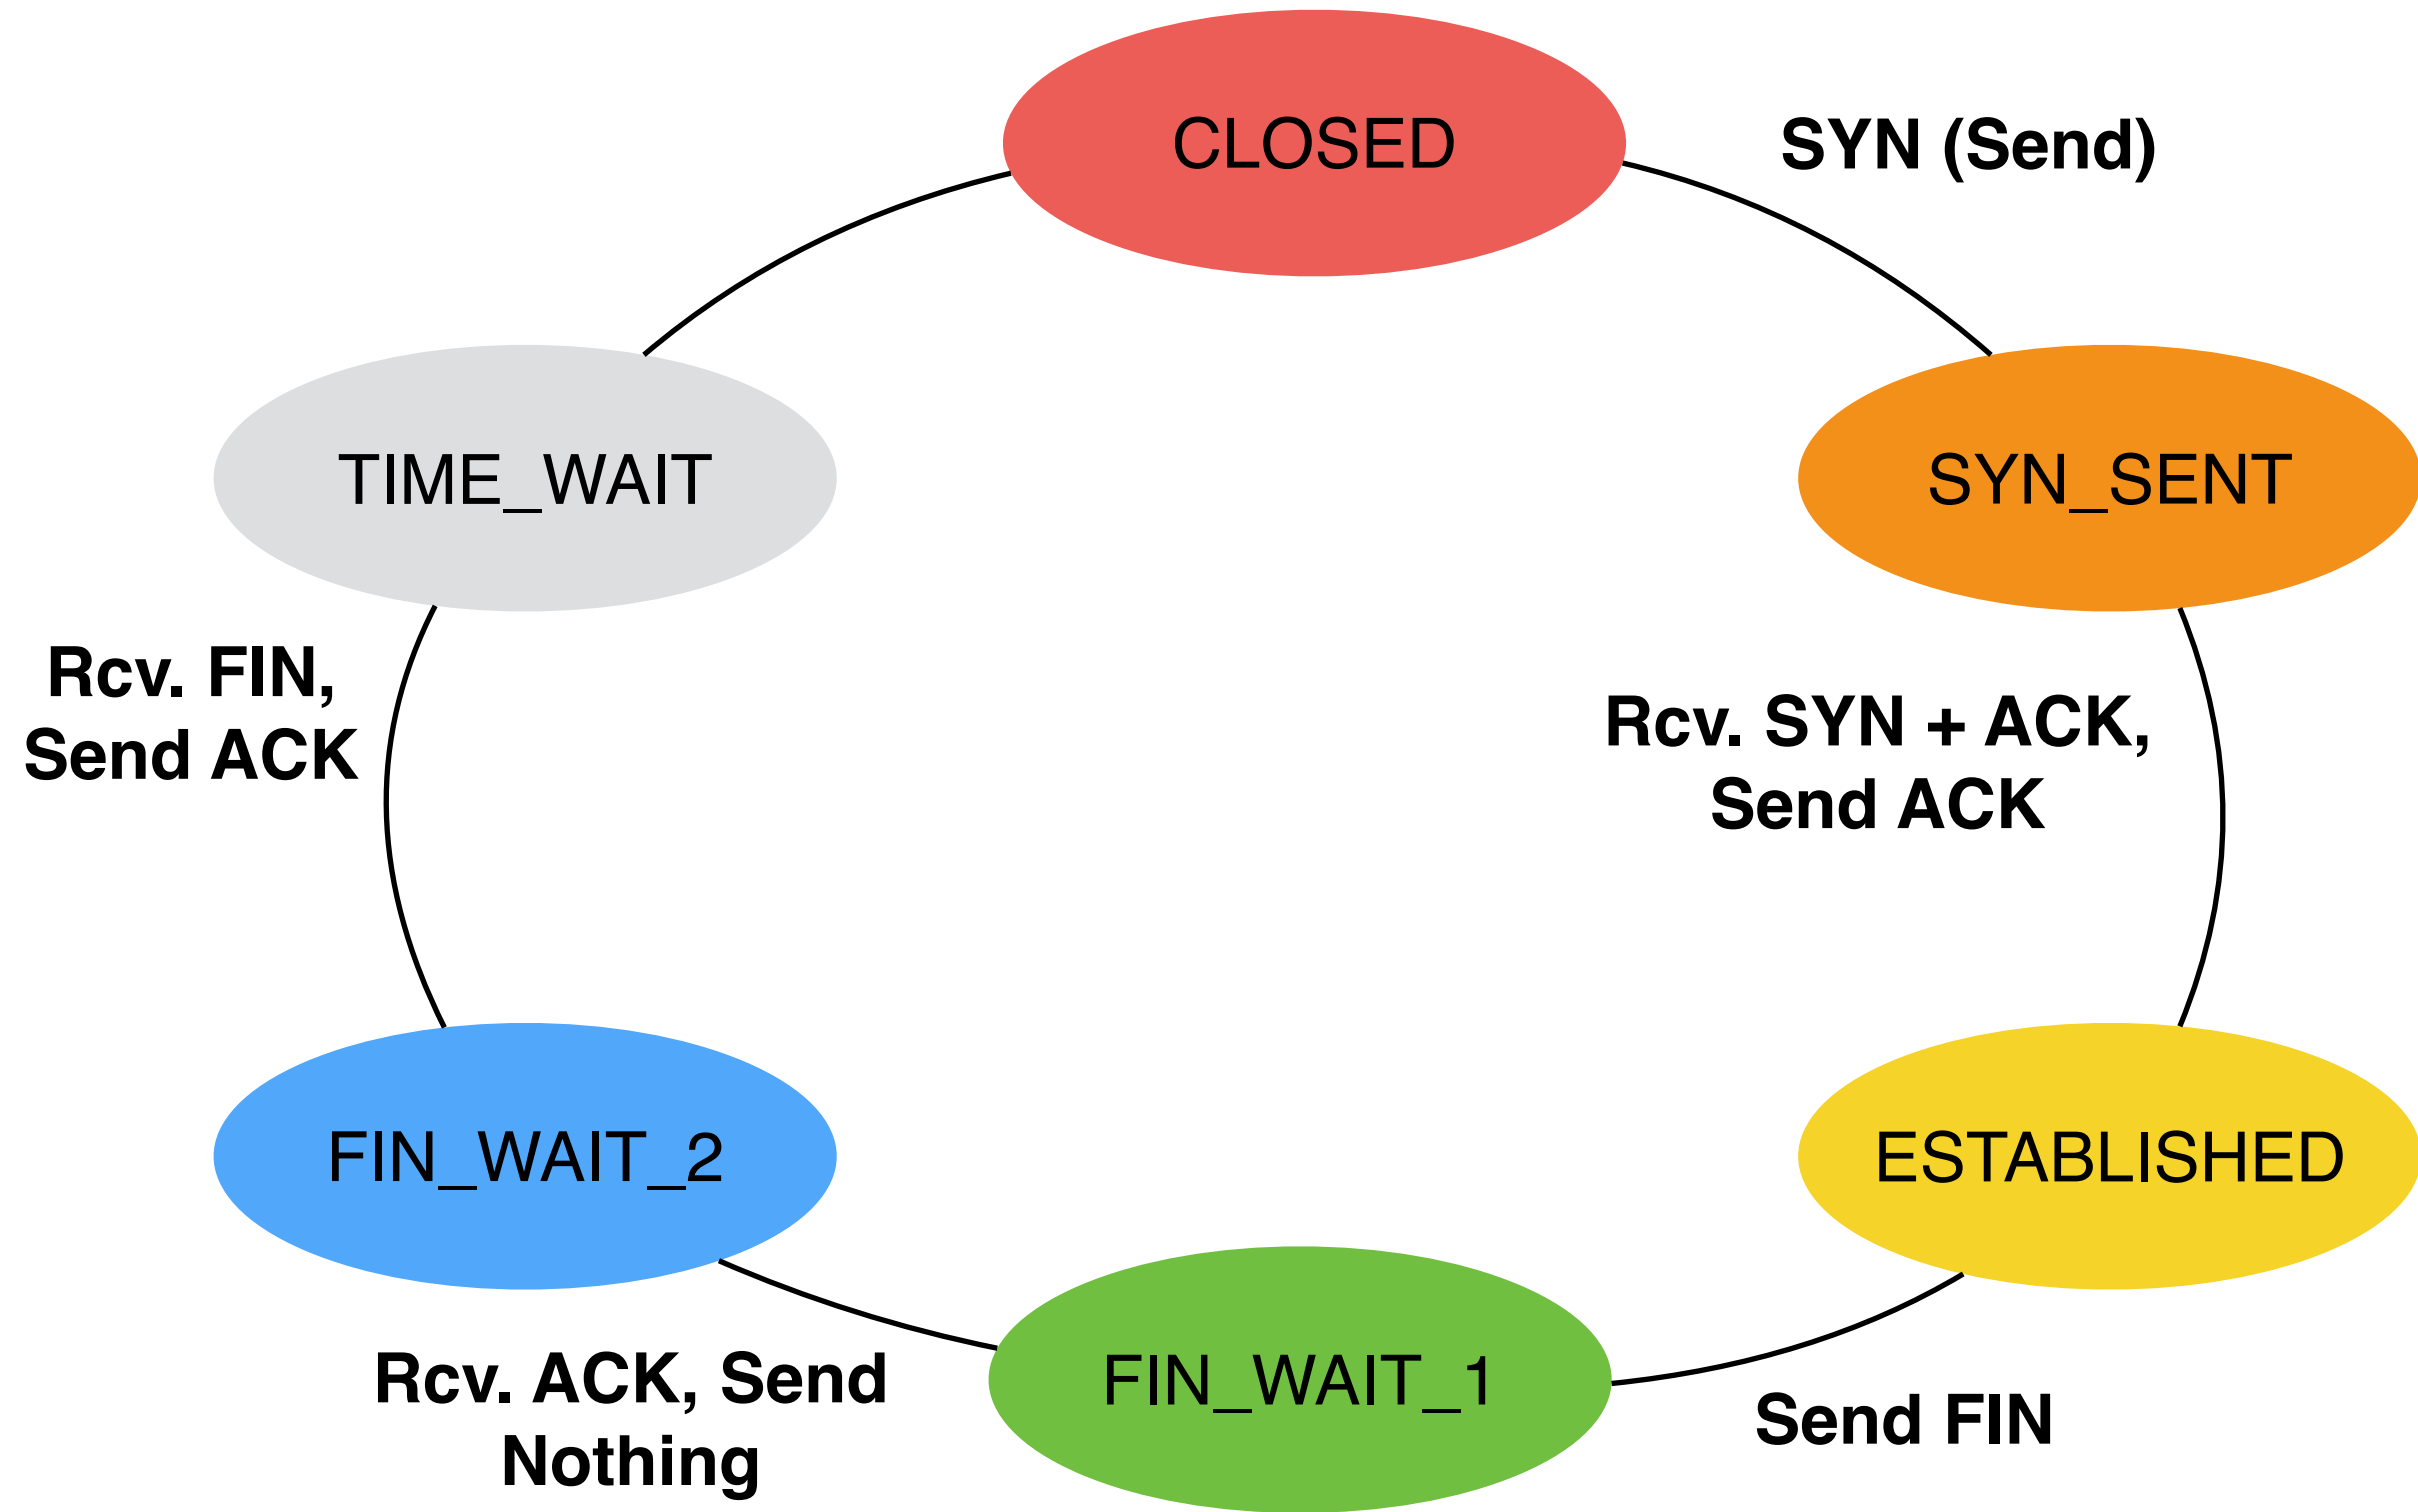 CLOSED
SYN (Send)
TIME_WAIT
SYN_SENT
Rcv. FIN,
Send ACK
Rcv. SYN + ACK,
Send ACK
FIN_WAIT_2
ESTABLISHED
Rcv. ACK, Send
Nothing
FIN_WAIT_1
Send FIN